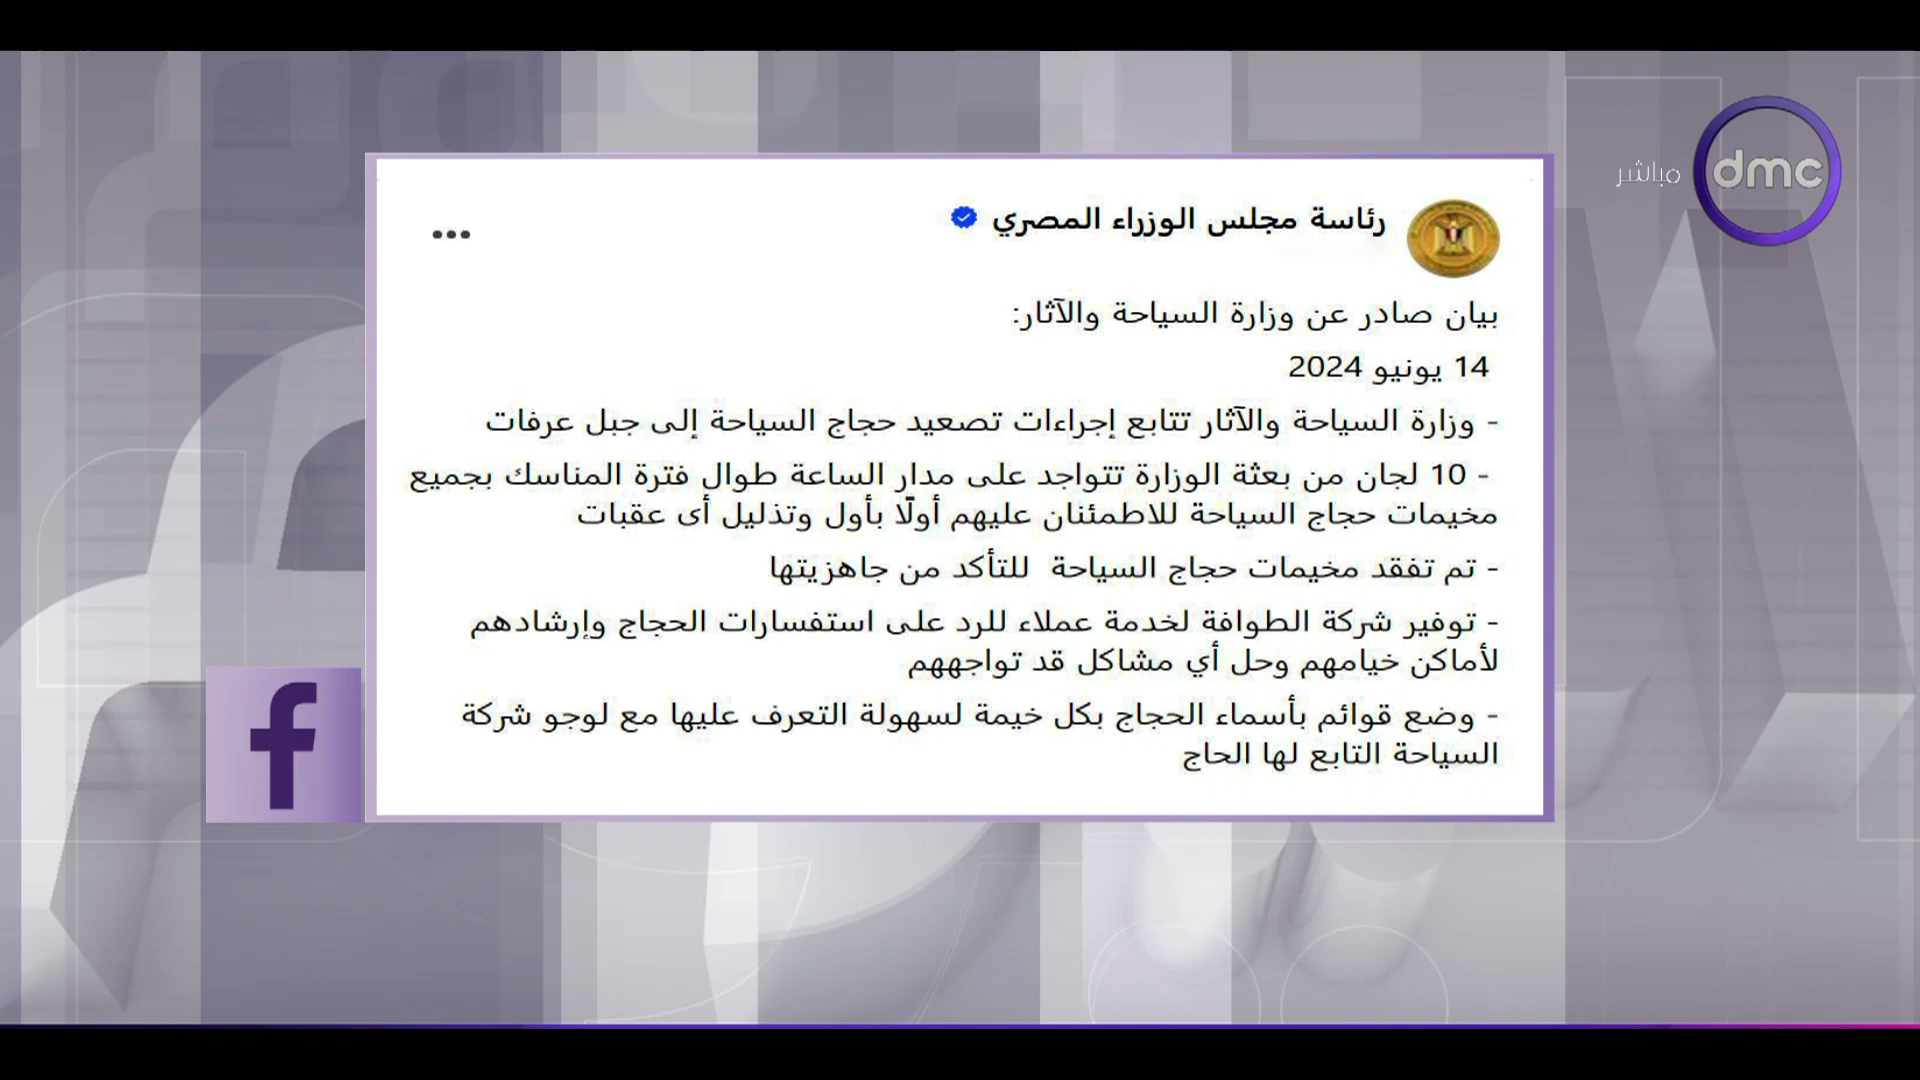 dmc
مباشر
رئاسة مجلس الوزراء المصري
بيان صادر عن وزارة السياحة والآثار:
14 يونيو 2024
- وزارة السياحة والآثار تتابع إجراءات تصعيد حجاج السياحة إلى جبل عرفات
- 10 لجان من بعثة الوزارة تتواجد على مدار الساعة طوال فترة المناسك بجميع
مخيمات حجاج السياحة للاطمئنان عليهم أولًا بأول وتذليل أى عقبات
- تم تفقد مخيمات حجاج السياحة للتأكد من جاهزيتها
- توفير شركة الطوافة لخدمة عملاء للرد على استفسارات الحجاج وإرشادهم
لأماكن خيامهم وحل أي مشاكل قد تواجههم
- وضع قوائم بأسماء الحجاج بكل خيمة لسهولة التعرف عليها مع لوجو شركة
السياحة التابع لها الحاج